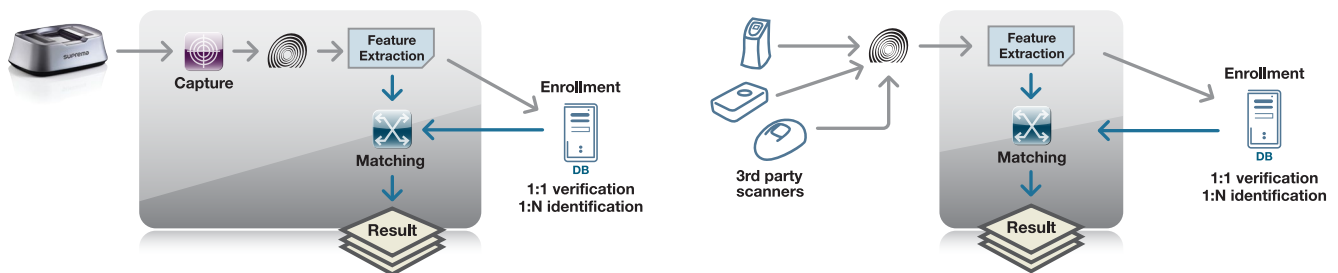 suprema
Capture
Feature
Extraction
Matching
Result
Enrollment
DB
1:1 verification
1:N identification
3rd party
scanners
Feature
Extraction
Matching
Result
Enrollment
DB
1:1 verification
1:N identification